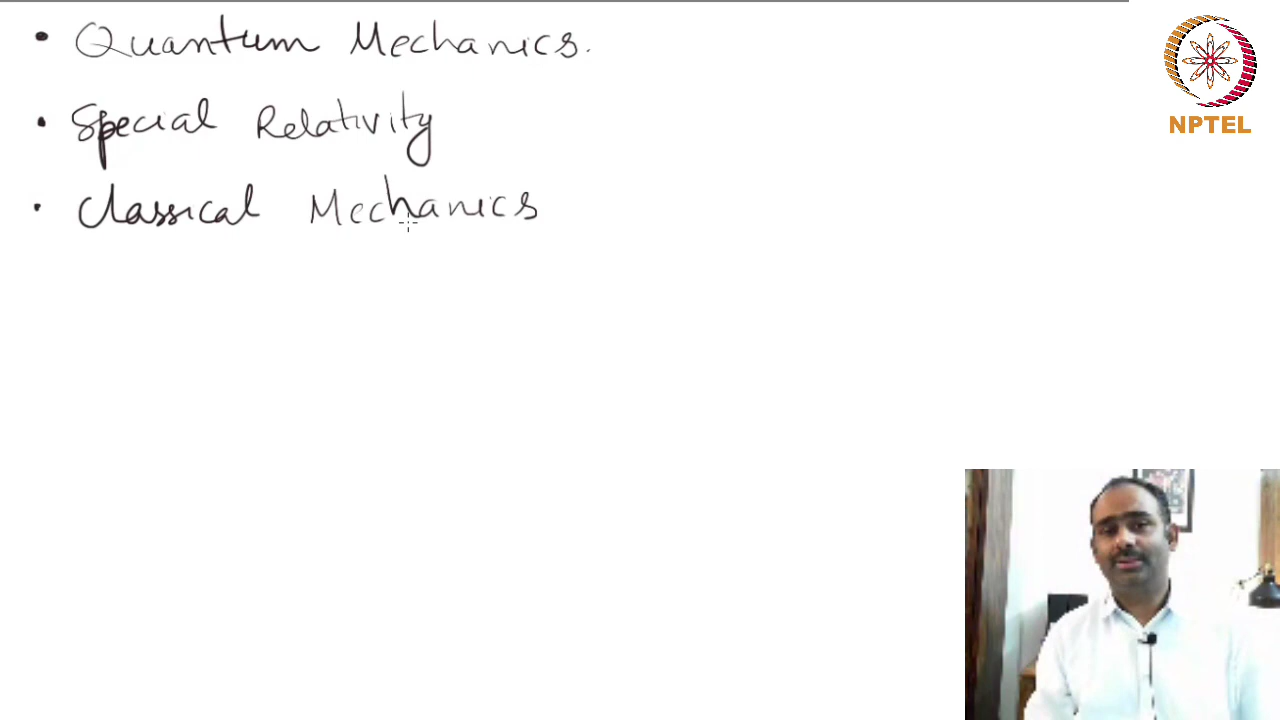 • Quantum Mechanics.
• Special Relativity
• Classical Mechanics
NPTEL